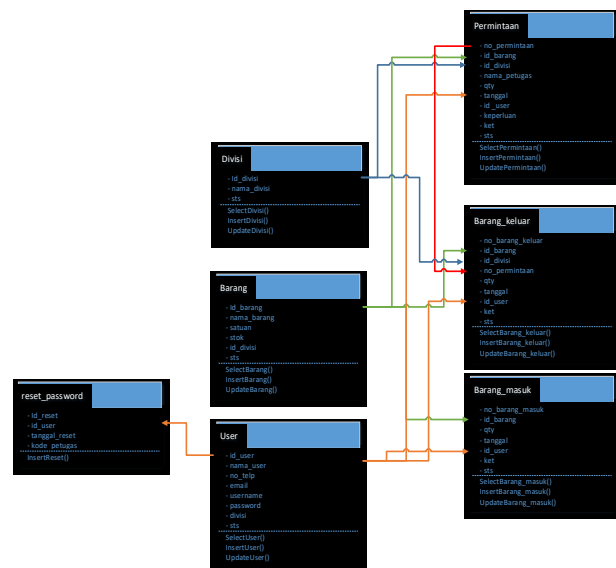 Permintaan
- no_permintaan
- id_barang
- id_divisi
- nama_petugas
- qty
- tanggal
- id _user
- keperluan
- ket
- sts
SelectPermintaan()
InsertPermintaan()
UpdatePermintaan()
Divisi
- Id_divisi
- nama_divisi
- sts
SelectDivisi()
InsertDivisi()
UpdateDivisi()
Barang_keluar
- no_barang_keluar
- id_barang
- id_divisi
- no_permintaan
- qty
- tanggal
- id_user
- ket
- sts
SelectBarang_keluar()
InsertBarang_keluar()
UpdateBarang_keluar()
Barang
- Id_barang
- nama_barang
- satuan
- stok
- id_divisi
- sts
SelectBarang()
InsertBarang()
UpdateBarang()
reset_password
- Id_reset
- id_user
- tanggal_reset
- kode_petugas
InsertReset()
User
- id_user
- nama_user
- no_telp
- email
- username
- password
- divisi
- sts
SelectUser()
InsertUser()
UpdateUser()
Barang_masuk
- no_barang_masuk
- id_barang
- qty
- tanggal
- id_user
- ket
- sts
SelectBarang_masuk()
InsertBarang_masuk()
UpdateBarang_masuk()